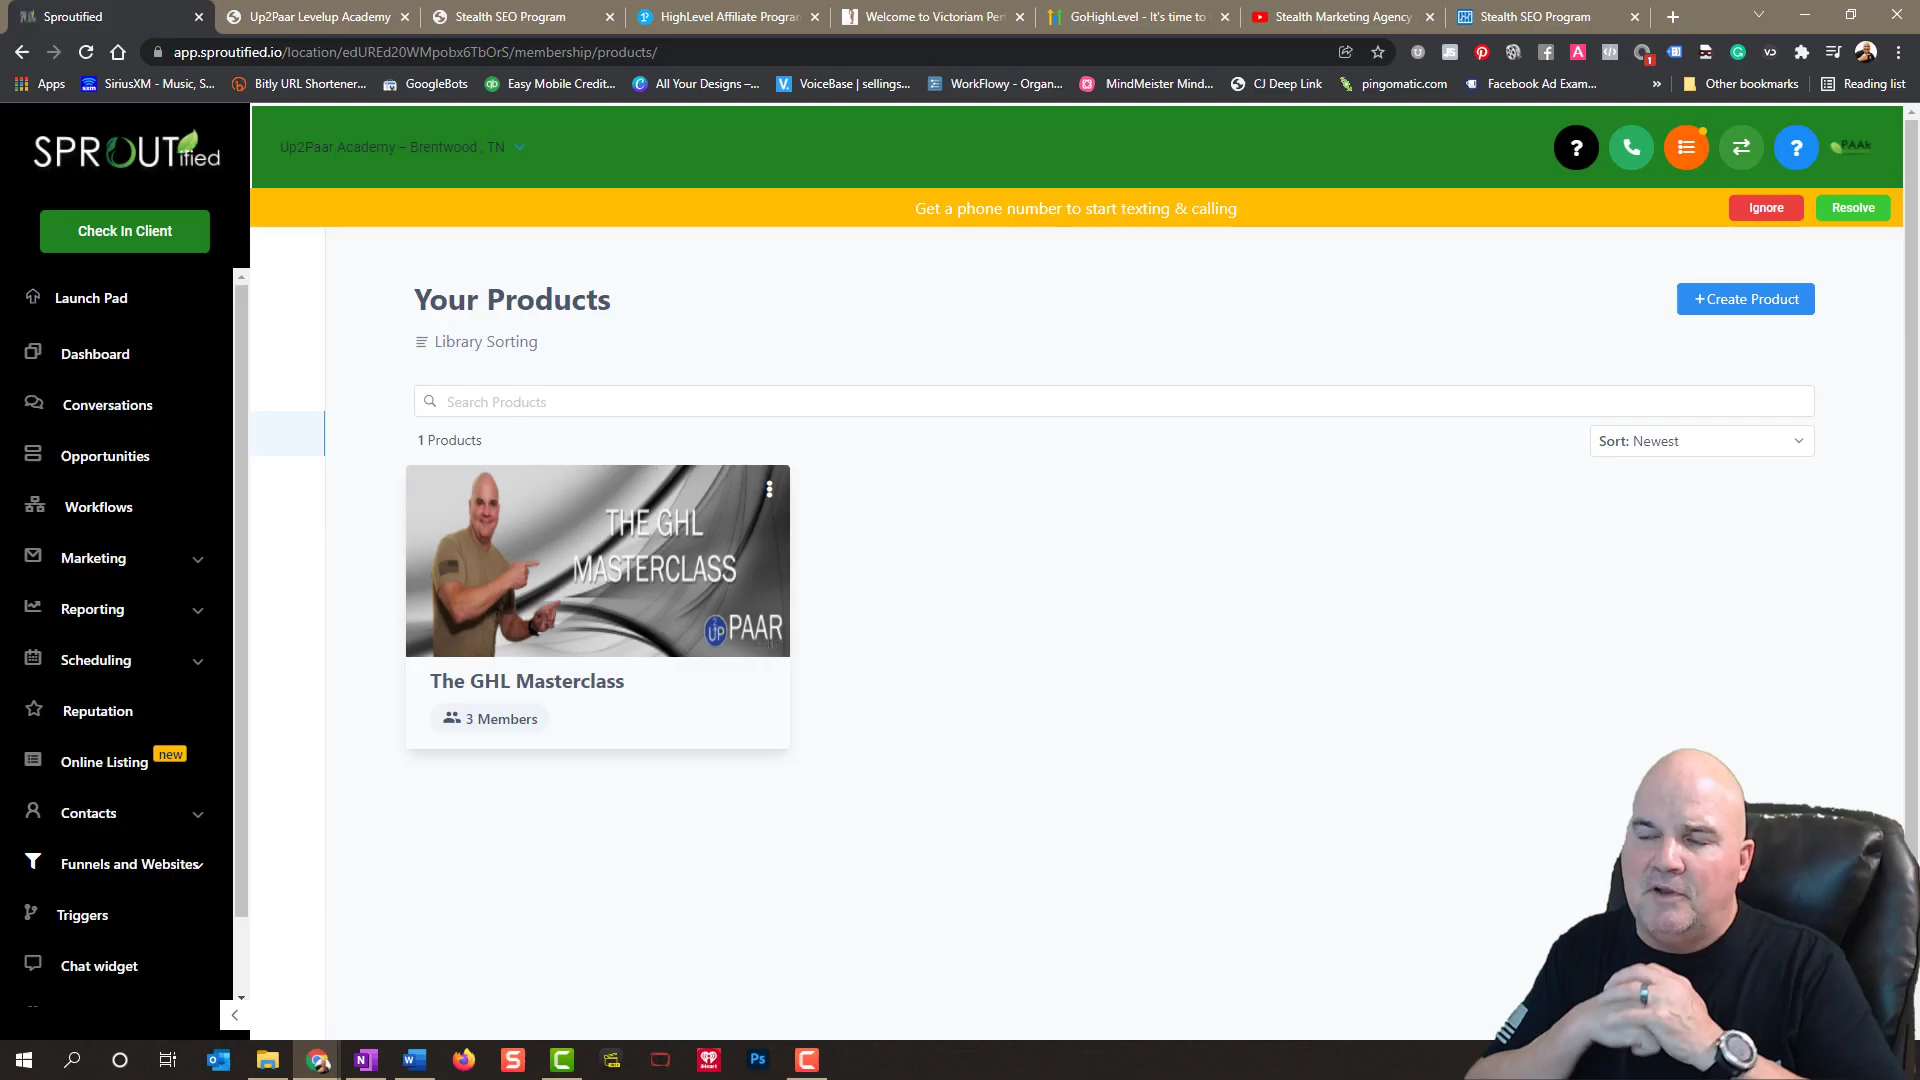 Sproutified
Up2Paar Levelup Academy
Stealth SEO Program
HighLevel Affiliate Progra
Welcome to Victoriam Per
GoHighLevel - It's time to
Stealth Marketing Agency
Stealth SEO Program
app.sproutified.io/location/edUREd20WMpobx6TbOrS/membership/products/
Apps
SiriusXM - Music, S...
Bitly URL Shortener...
GoogleBots
Easy Mobile Credit...
All Your Designs –...
VoiceBase | sellings...
WorkFlowy - Organ...
MindMeister Mind...
CJ Deep Link
pingomatic.com
Facebook Ad Exam...
Other bookmarks
Reading list
SPROUTified
Up2Paar Academy – Brentwood , TN
PAAR
Get a phone number to start texting & calling
Ignore
Resolve
Check In Client
Launch Pad
Dashboard
Conversations
Opportunities
Workflows
Marketing
Reporting
Scheduling
Reputation
Online Listing new
Contacts
Funnels and Websites
Triggers
Chat widget
Your Products
+ Create Product
Library Sorting
Search Products
1 Products
Sort: Newest
THE GHL
MASTERCLASS
2
UP PAAR
The GHL Masterclass
3 Members